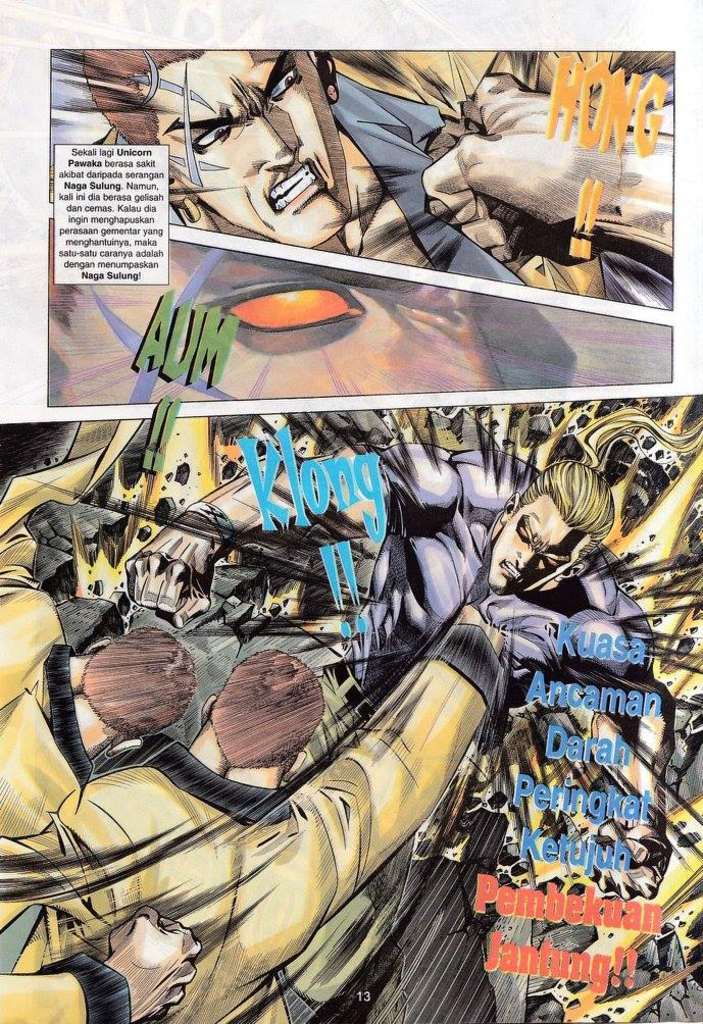 Sekali lagi Unicorn
Pawaka berasa sakit
akibat daripada serangan
Naga Sulung. Namun,
kali ini dia berasa gelisah
dan cemas. Kalau dia
ingin menghapuskan
perasaan gementar yang
menghantuinya, maka
satu-satu caranya adalah
dengan menumpaskan
Naga Sulung!
HONG
!!
AUM
!!
Klong
!!
Kuasa
Ancaman
Darah
Peringkat
Ketujuh
Pembekuan
Jantung!!
13